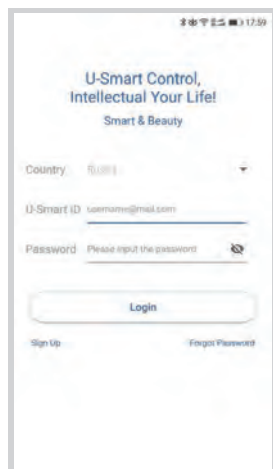 17:59
U-Smart Control,
Intellectual Your Life!
Smart & Beauty
Country
U-Smart ID username@mail.com
Password Please input the password
Login
Sign Up Forgot Password